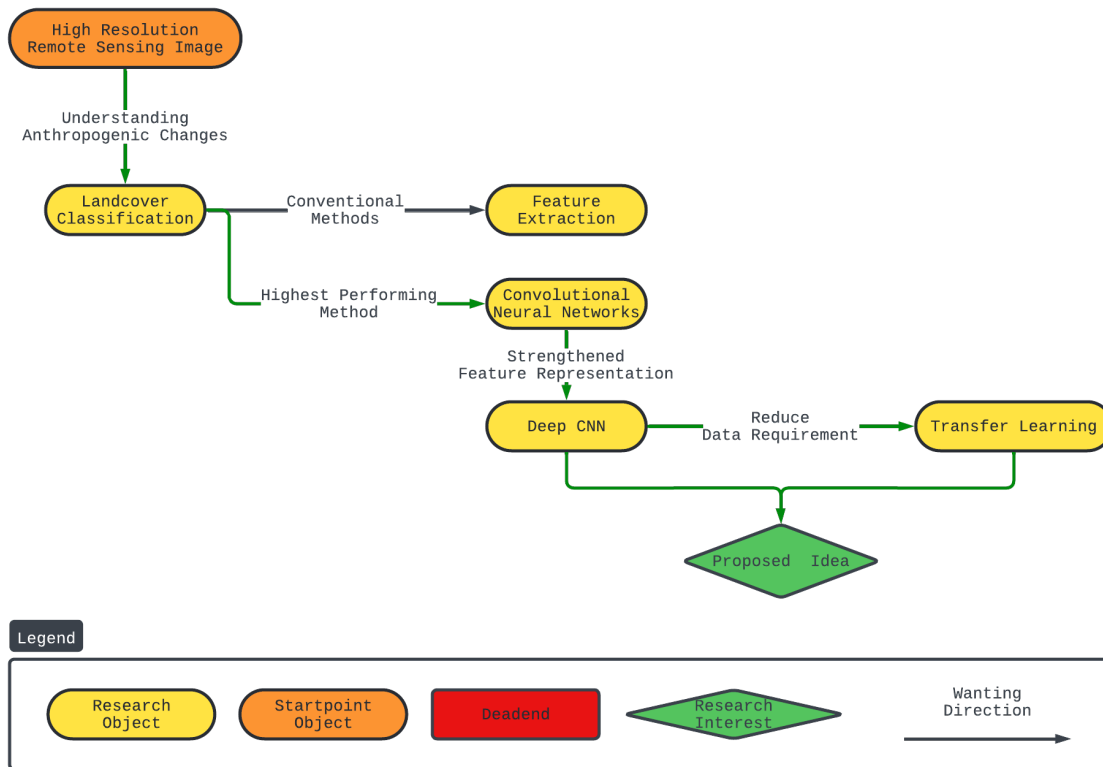 High Resolution
Remote Sensing Image
Understanding
Anthropogenic Changes
Landcover
Classification
Conventional
Methods
Feature
Extraction
Highest Performing
Method
Convolutional
Neural Networks
Strengthened
Feature Representation
Deep CNN
Reduce
Data Requirement
Transfer Learning
Proposed Idea
Legend
Research
Object
Startpoint
Object
Deadend
Research
Interest
Wanting
Direction